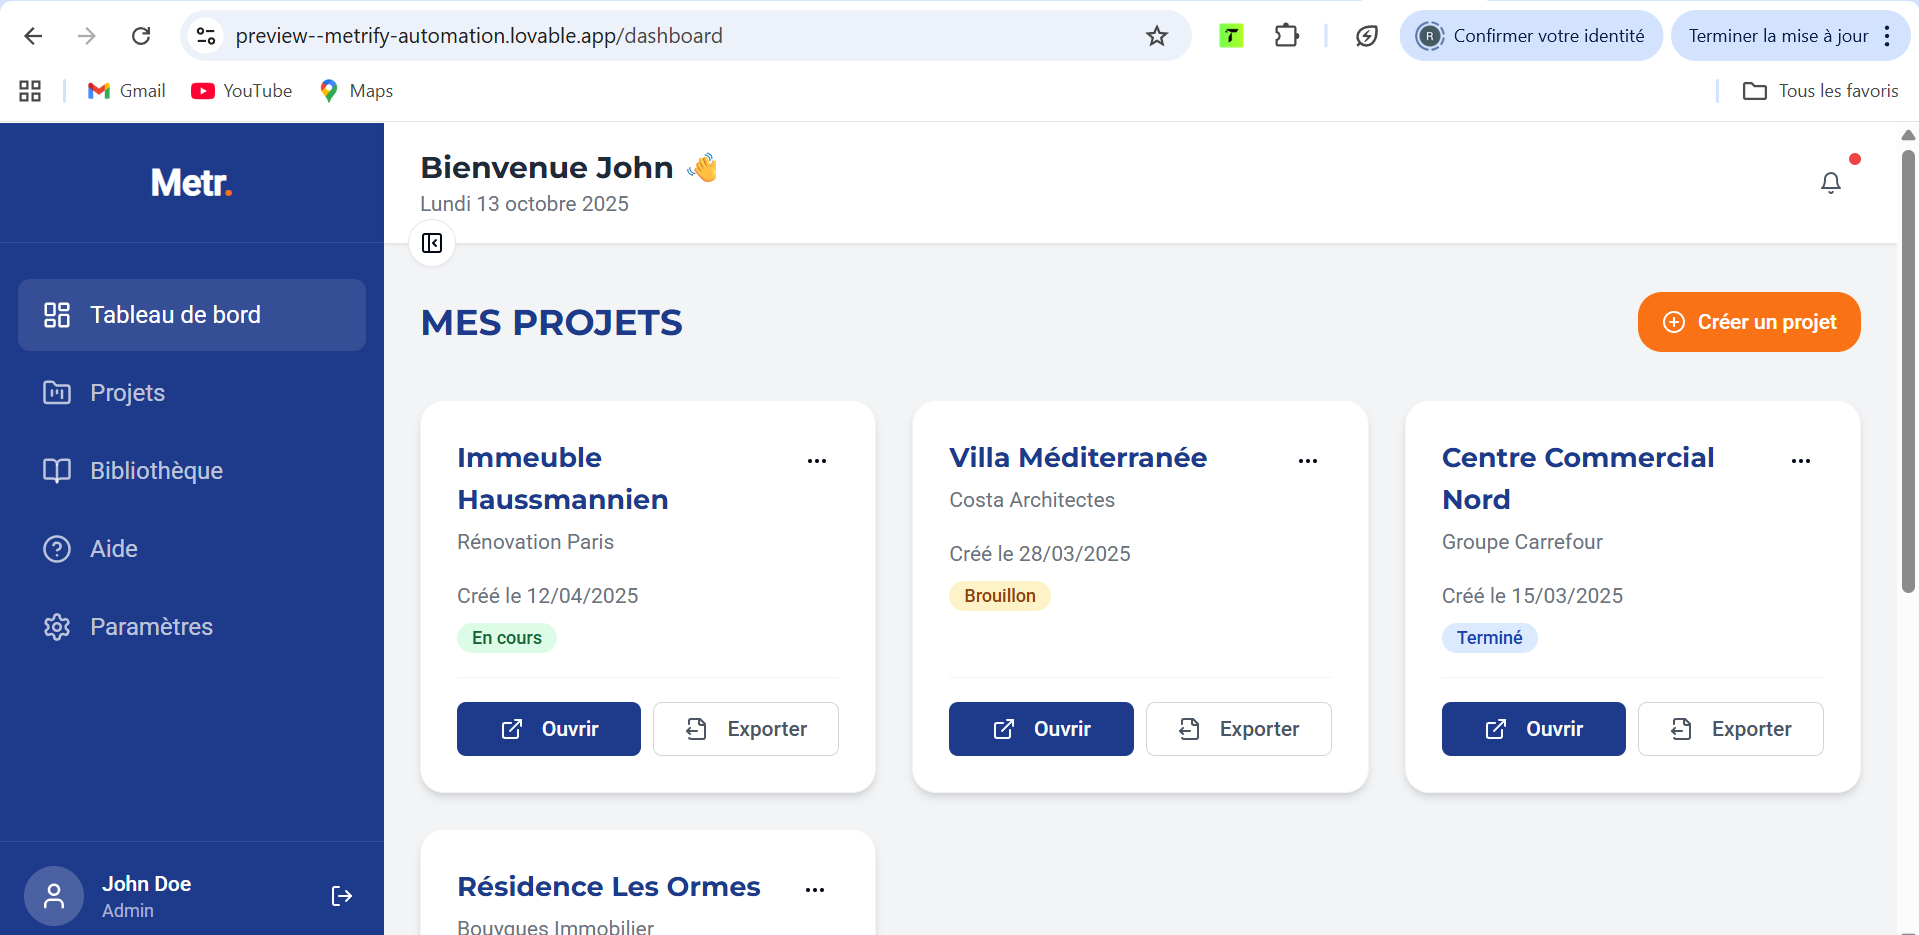 preview--metrify-automation.lovable.app/dashboard
Confirmer votre identité
Terminer la mise à jour
Gmail
YouTube
Maps
Tous les favoris
Metr.
Tableau de bord
Projets
Bibliothèque
Aide
Paramètres
John Doe
Admin
Bienvenue John 👋
Lundi 13 octobre 2025
MES PROJETS
Créer un projet
Immeuble
Haussmannien
Rénovation Paris
Créé le 12/04/2025
En cours
Ouvrir
Exporter
Villa Méditerranée
Costa Architectes
Créé le 28/03/2025
Brouillon
Ouvrir
Exporter
Centre Commercial
Nord
Groupe Carrefour
Créé le 15/03/2025
Terminé
Ouvrir
Exporter
Résidence Les Ormes
Bouygues Immobilier